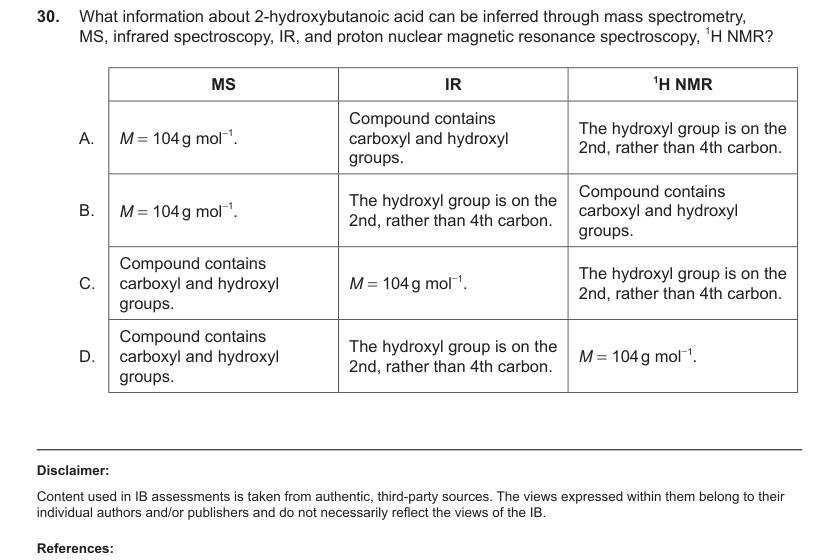 30. What information about 2-hydroxybutanoic acid can be inferred through mass spectrometry,
MS, infrared spectroscopy, IR, and proton nuclear magnetic resonance spectroscopy, ¹H NMR?
MS IR ¹H NMR
A. M = 104 g mol⁻¹.
Compound contains
carboxyl and hydroxyl
groups.
The hydroxyl group is on the
2nd, rather than 4th carbon.
B. M = 104 g mol⁻¹.
The hydroxyl group is on the
2nd, rather than 4th carbon.
Compound contains
carboxyl and hydroxyl
groups.
C.
Compound contains
carboxyl and hydroxyl
groups.
M = 104 g mol⁻¹.
The hydroxyl group is on the
2nd, rather than 4th carbon.
D.
Compound contains
carboxyl and hydroxyl
groups.
The hydroxyl group is on the
2nd, rather than 4th carbon.
M = 104 g mol⁻¹.
Disclaimer:
Content used in IB assessments is taken from authentic, third-party sources. The views expressed within them belong to their
individual authors and/or publishers and do not necessarily reflect the views of the IB.
References: